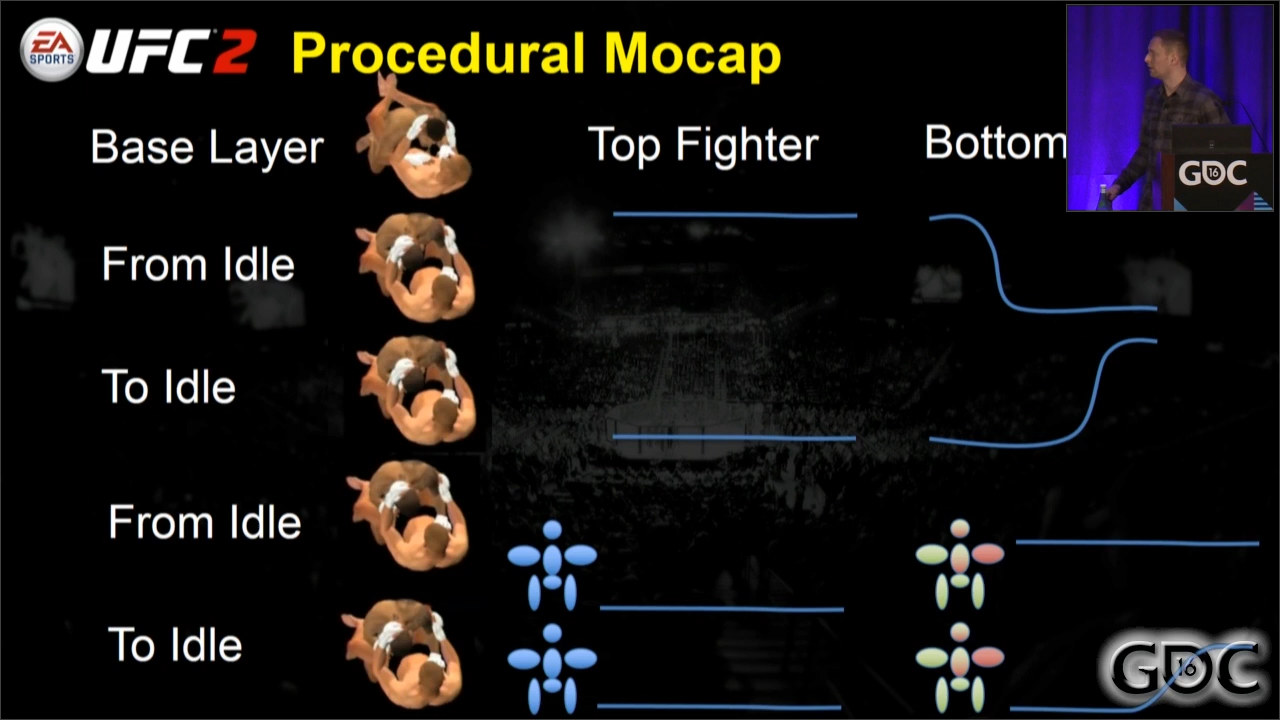 EA
SPORTS
UFC 2
Procedural Mocap
Base Layer
Top Fighter
Bottom
From Idle
To Idle
From Idle
To Idle
GDC
16
GDC
16